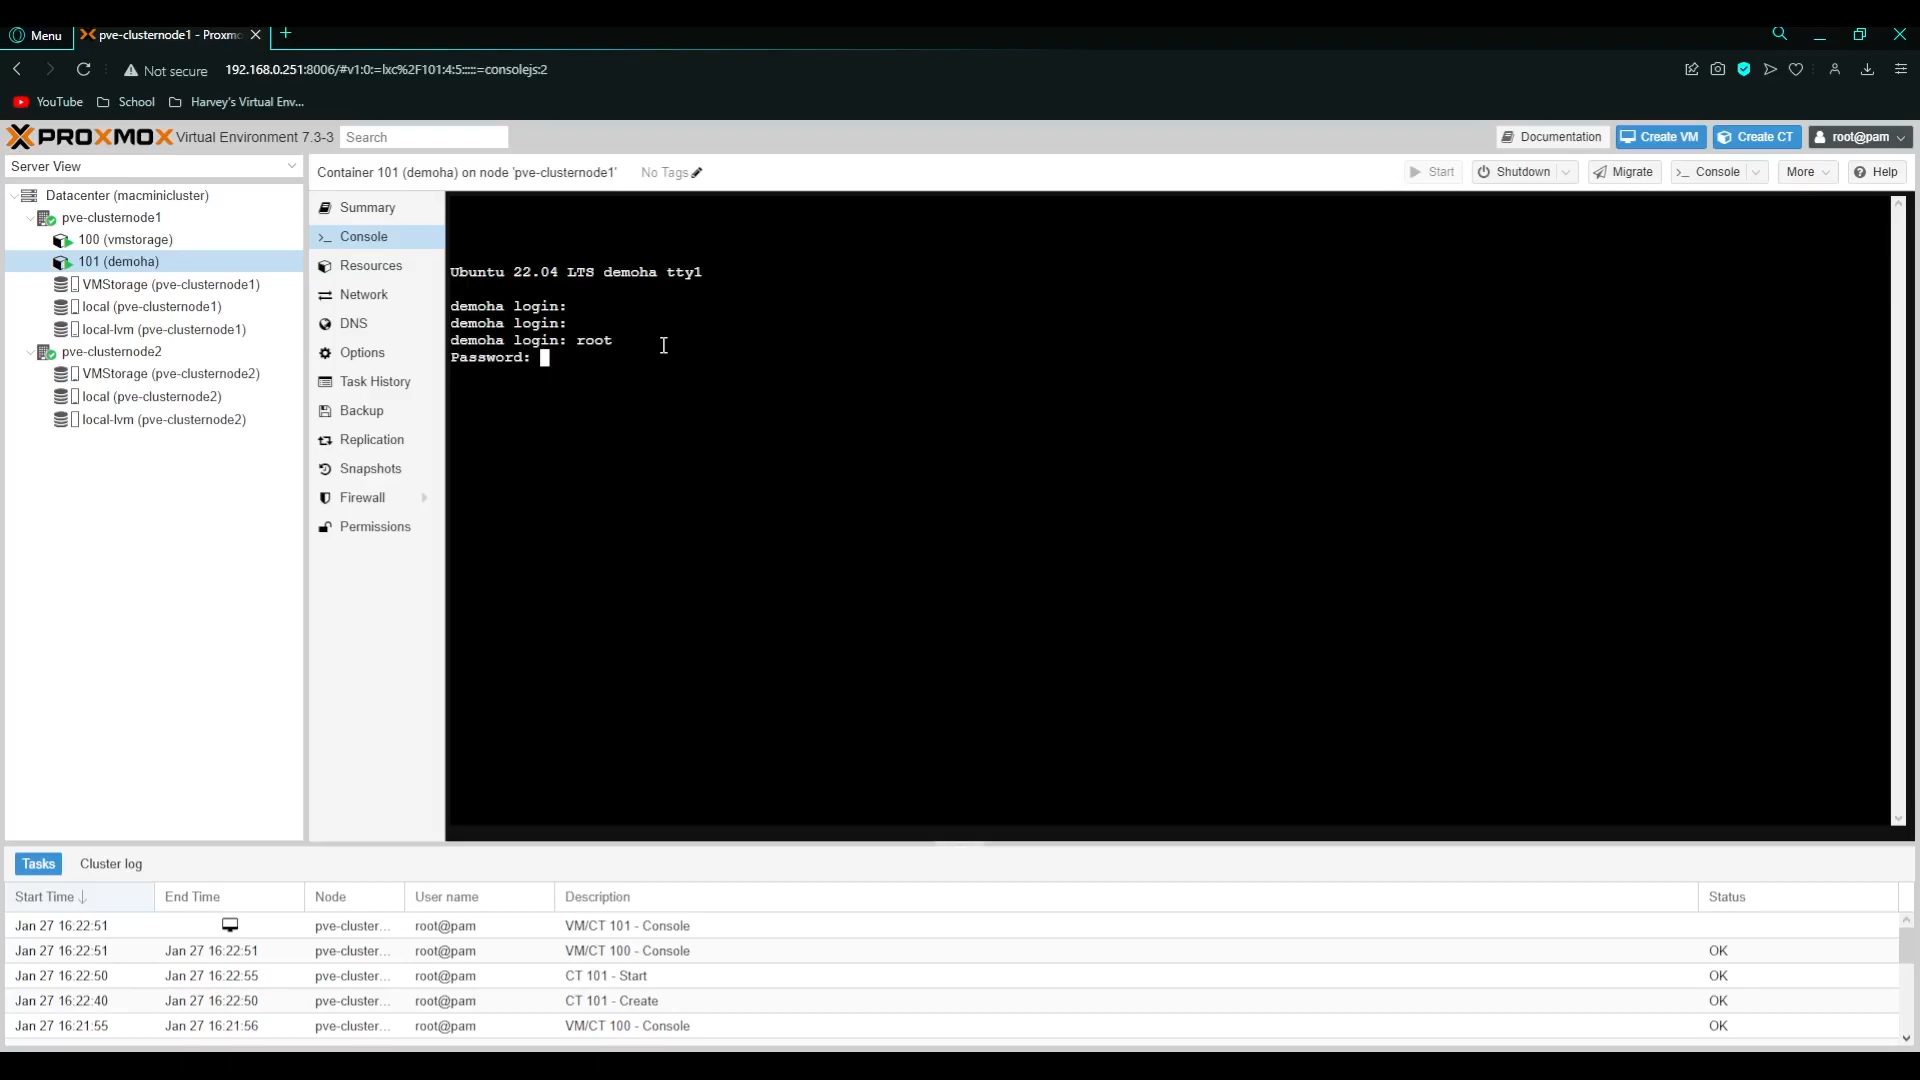 Menu
pve-clusternode1 - Proxmo
Not secure
192.168.0.251:8006/#v1:0:=lxc%2F101:4:5:::::=consolejs:2
YouTube School Harvey's Virtual Env...
PROXMOX Virtual Environment 7.3-3 Search
Documentation Create VM Create CT root@pam
Server View
Container 101 (demoha) on node 'pve-clusternode1' No Tags
Start Shutdown Migrate >_ Console More Help
Datacenter (macminicluster)
pve-clusternode1
100 (vmstorage)
101 (demoha)
VMStorage (pve-clusternode1)
local (pve-clusternode1)
local-lvm (pve-clusternode1)
pve-clusternode2
VMStorage (pve-clusternode2)
local (pve-clusternode2)
local-lvm (pve-clusternode2)
Summary
>_ Console
Resources
Network
DNS
Options
Task History
Backup
Replication
Snapshots
Firewall
Permissions
Ubuntu 22.04 LTS demoha tty1
demoha login:
demoha login:
demoha login: root
Password:
Tasks Cluster log
Start Time End Time Node User name Description Status
Jan 27 16:22:51 pve-cluster... root@pam VM/CT 101 - Console
Jan 27 16:22:51 Jan 27 16:22:51 pve-cluster... root@pam VM/CT 100 - Console OK
Jan 27 16:22:50 Jan 27 16:22:55 pve-cluster... root@pam CT 101 - Start OK
Jan 27 16:22:40 Jan 27 16:22:50 pve-cluster... root@pam CT 101 - Create OK
Jan 27 16:21:55 Jan 27 16:21:56 pve-cluster... root@pam VM/CT 100 - Console OK